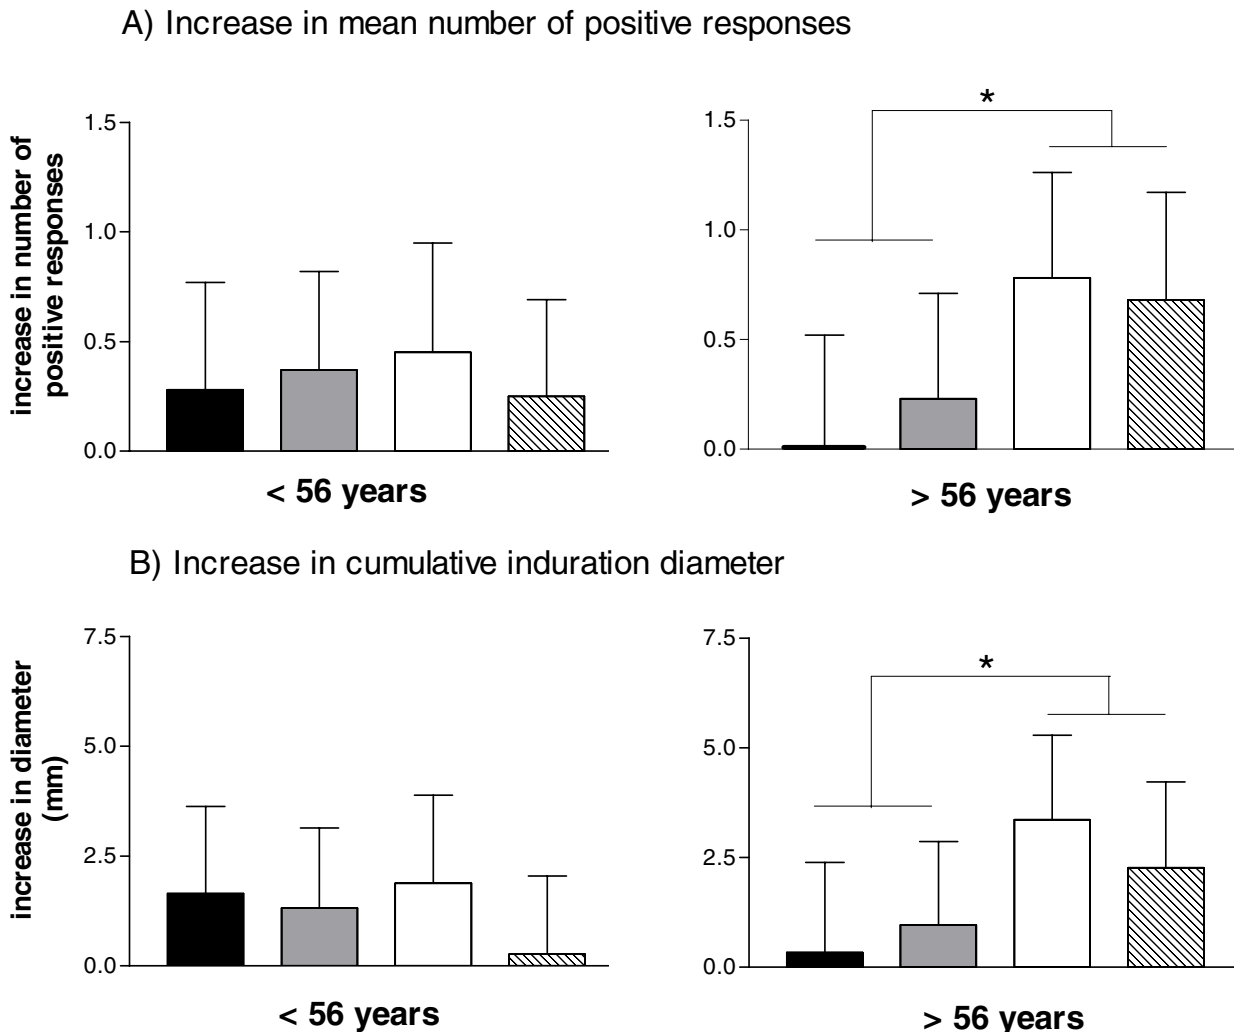 A) Increase in mean number of positive responses
increase in number of
positive responses
1.5
1.0
0.5
0.0
< 56 years
*
1.5
1.0
0.5
0.0
> 56 years
B) Increase in cumulative induration diameter
increase in diameter
(mm)
7.5
5.0
2.5
0.0
< 56 years
*
7.5
5.0
2.5
0.0
> 56 years